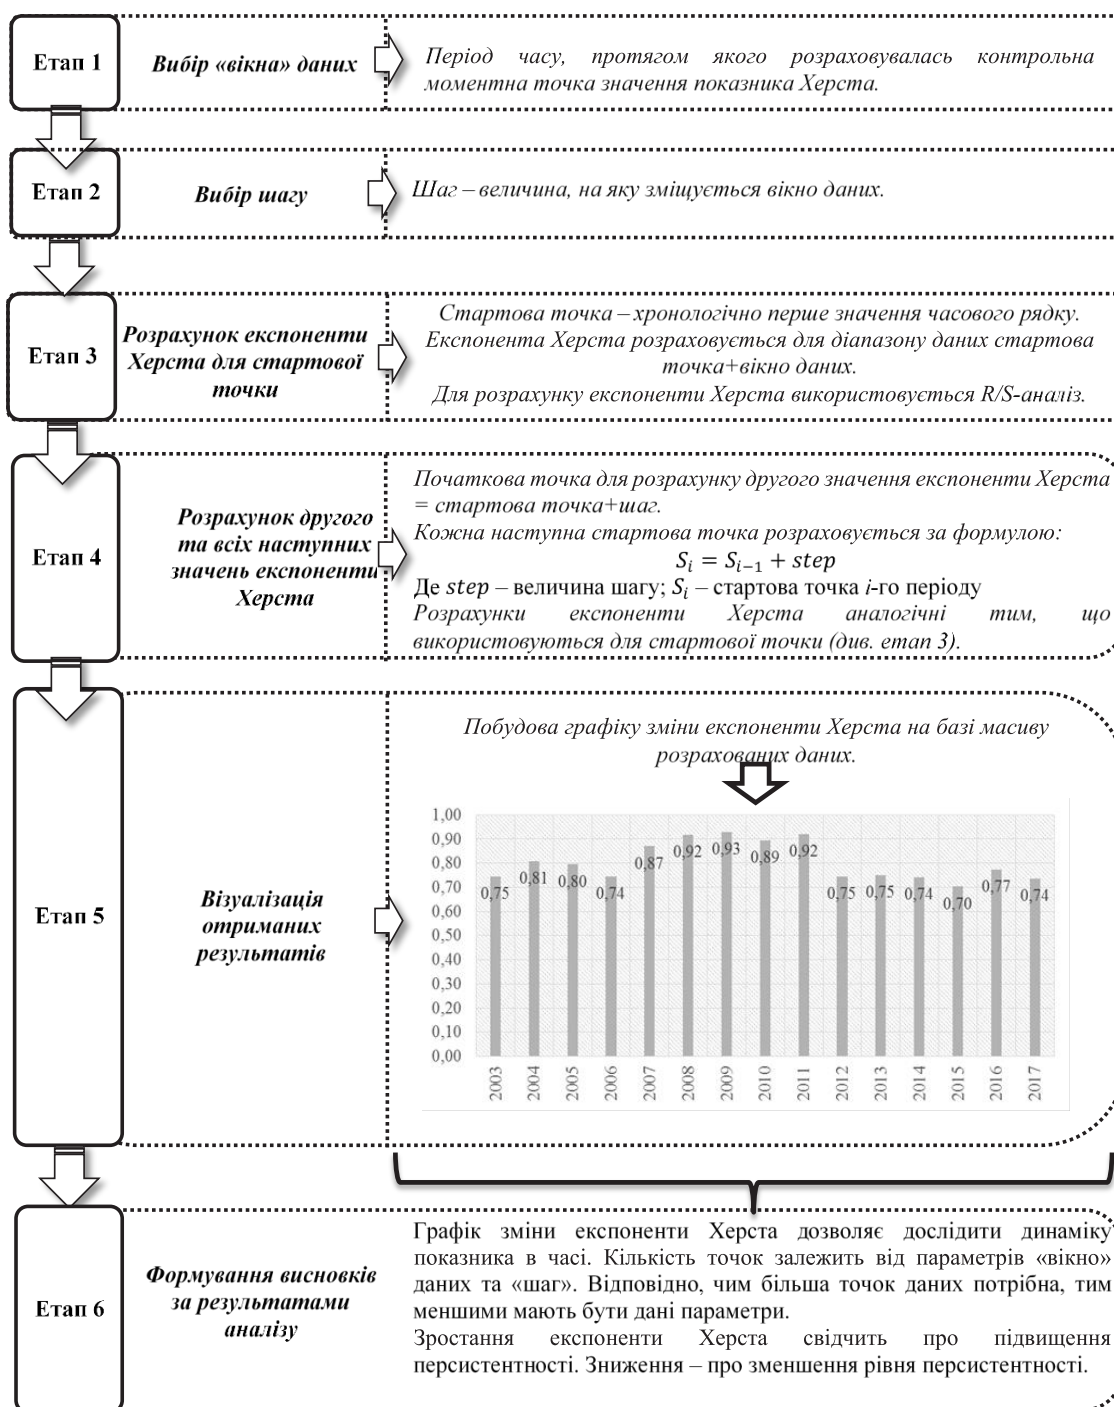 Етап 1
Вибір «вікна» даних
Період часу, протягом якого розраховувалась контрольна
моментна точка значення показника Херста.
Етап 2
Вибір шагу
Шаг – величина, на яку зміщується вікно даних.
Етап 3
Розрахунок експоненти
Херста для стартової
точки
Стартова точка – хронологічно перше значення часового рядку.
Експонента Херста розраховується для діапазону даних стартова
точка+вікно даних.
Для розрахунку експоненти Херста використовується R/S-аналіз.
Етап 4
Розрахунок другого
та всіх наступних
значень експоненти
Херста
Початкова точка для розрахунку другого значення експоненти Херста
= стартова точка+шаг.
Кожна наступна стартова точка розраховується за формулою:
𝑆ᵢ = 𝑆ᵢ₋₁ + 𝑠𝑡𝑒𝑝
Де 𝑠𝑡𝑒𝑝 – величина шагу; 𝑆ᵢ – стартова точка i-го періоду
Розрахунки експоненти Херста аналогічні тим, що
використовуються для стартової точки (див. етап 3).
Етап 5
Візуалізація
отриманих
результатів
Побудова графіку зміни експоненти Херста на базі масиву
розрахованих даних.
1,00
0,90
0,80
0,70
0,60
0,50
0,40
0,30
0,20
0,10
0,00
0,75 0,81 0,80 0,74 0,87 0,92 0,93 0,89 0,92 0,75 0,75 0,74 0,70 0,77 0,74
2003 2004 2005 2006 2007 2008 2009 2010 2011 2012 2013 2014 2015 2016 2017
Етап 6
Формування висновків
за результатами
аналізу
Графік зміни експоненти Херста дозволяє дослідити динаміку
показника в часі. Кількість точок залежить від параметрів «вікно»
даних та «шаг». Відповідно, чим більша точок даних потрібна, тим
меншими мають бути дані параметри.
Зростання експоненти Херста свідчить про підвищення
персистентності. Зниження – про зменшення рівня персистентності.